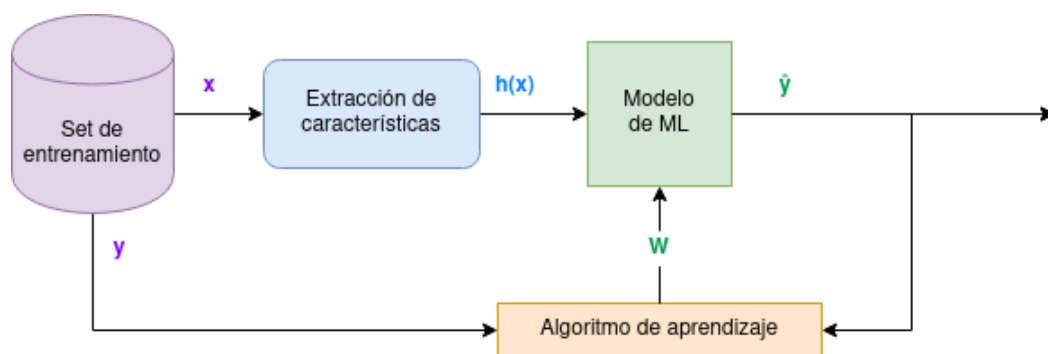 x
h(x)
ŷ
Extracción de
características
Modelo
de ML
Set de
entrenamiento
y
W
Algoritmo de aprendizaje